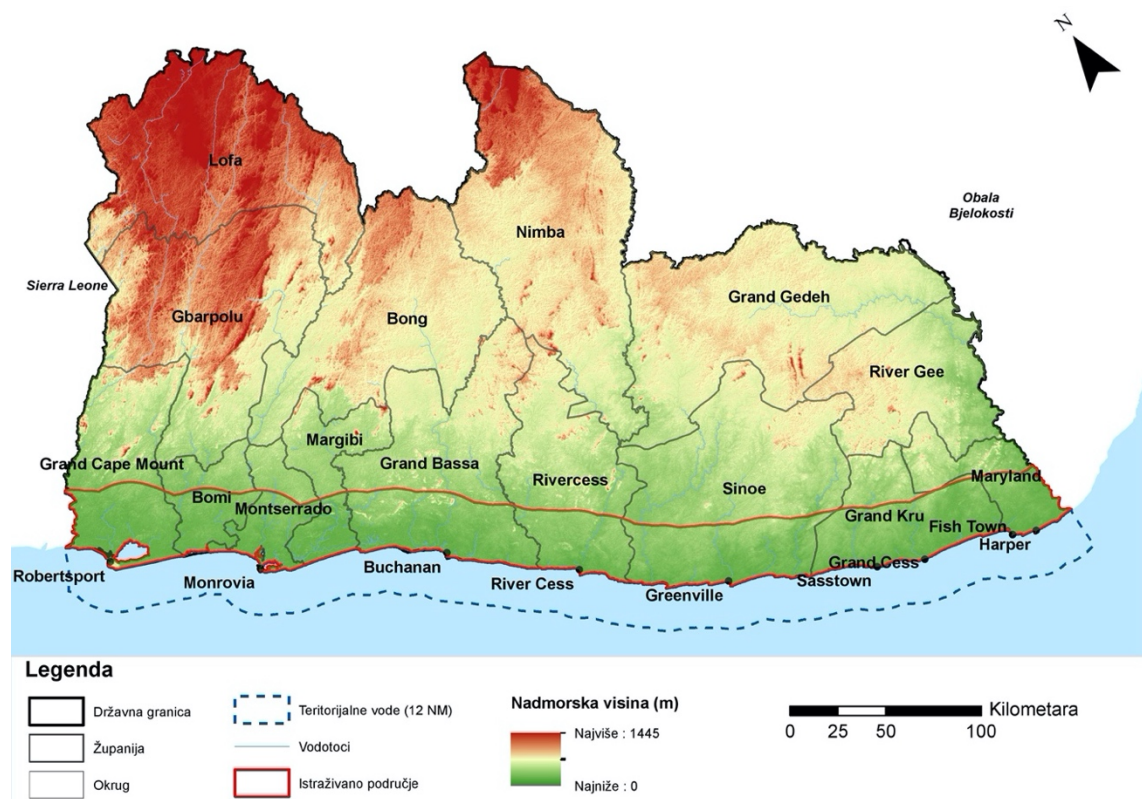 N
Lofa
Obala
Bjelokosti
Nimba
Sierra Leone
Grand Gedeh
Gbarpolu
Bong
River Gee
Margibi
Grand Cape Mount
Grand Bassa
Rivercess
Maryland
Sinoe
Bomi
Montserrado
Grand Kru
Fish Town
Harper
Grand Cess
Buchanan
Robertsport
Monrovia
River Cess
Sasstown
Greenville
Legenda
Državna granica
Županija
Okrug
Teritorijalne vode (12 NM)
Vodotoci
Istraživano područje
Nadmorska visina (m)
Najviše : 1445
Najniže : 0
Kilometara
0 25 50 100